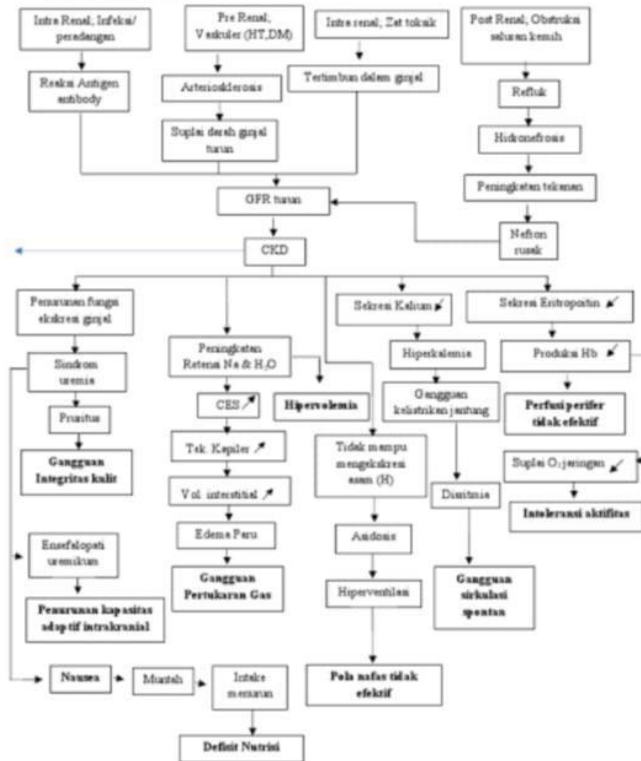 Intra Renal, Infeksi/
peradangan
Pre Renal,
Vaskuler (HT,DM)
Intra renal, Zat toksik
Post Renal, Obstruksi
saluran kemih
Reaksi Antigen
antibody
Arteriosklerosis
Tertimbun dalam ginjal
Refluk
Suplai darah ginjal
turun
Hidronefrosis
Peningkatan tekanan
GFR turun
Nefron
rusak
CKD
Penurunan fungsi
ekskresi ginjal
Sekresi Kalium
Sekresi Eritropoitin
Sindrom
uremia
Peningkatan
Retensi Na & H₂O
Hiperkalemia
Produksi Hb
Pruritus
CES
Hipervolemia
Gangguan
kelistrikan jantung
Perfusi perifer
tidak efektif
Gangguan
Integritas kulit
Tek. Kapiler
Tidak mampu
mengekskresi
asam (H)
Suplai O₂ jaringan
Vol. interstitial
Disritmia
Intoleransi aktifitas
Ensefalopati
uremikum
Edema Paru
Asidosis
Penurunan kapasitas
adaptif intrakranial
Gangguan
Pertukaran Gas
Hiperventilasi
Gangguan
sirkulasi
spontan
Nausea
Muntah
Intake
menurun
Pola nafas tidak
efektif
Defisit Nutrisi